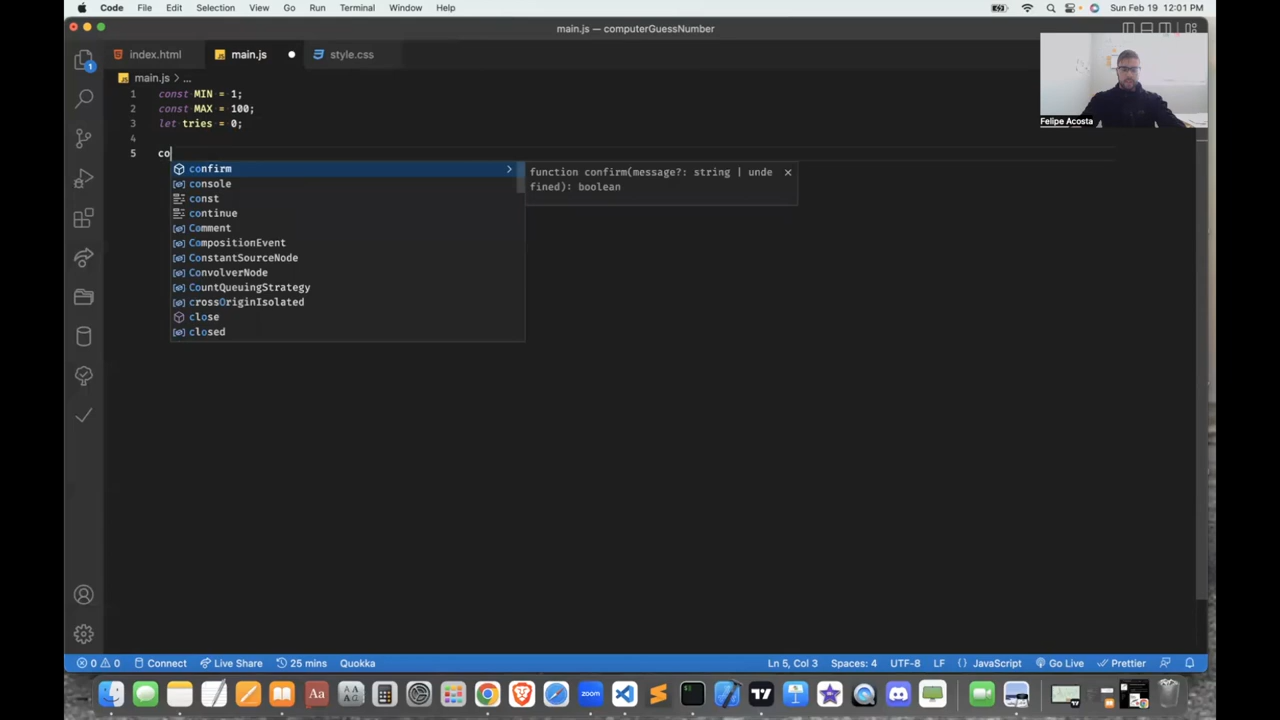 Code File Edit Selection View Go Run Terminal Window Help Sun Feb 19 12:01 PM
main.js — computerGuessNumber
index.html main.js style.css
main.js > ...
1 const MIN = 1;
2 const MAX = 100;
3 let tries = 0;
4
5 co
confirm
console
const
continue
Comment
CompositionEvent
ConstantSourceNode
ConvolverNode
CountQueuingStrategy
crossOriginIsolated
close
closed
function confirm(message?: string | unde
fined): boolean
Felipe Acosta
1
0 0 Connect Live Share 25 mins Quokka Ln 5, Col 3 Spaces: 4 UTF-8 LF {} JavaScript Go Live Prettier
Aa zoom